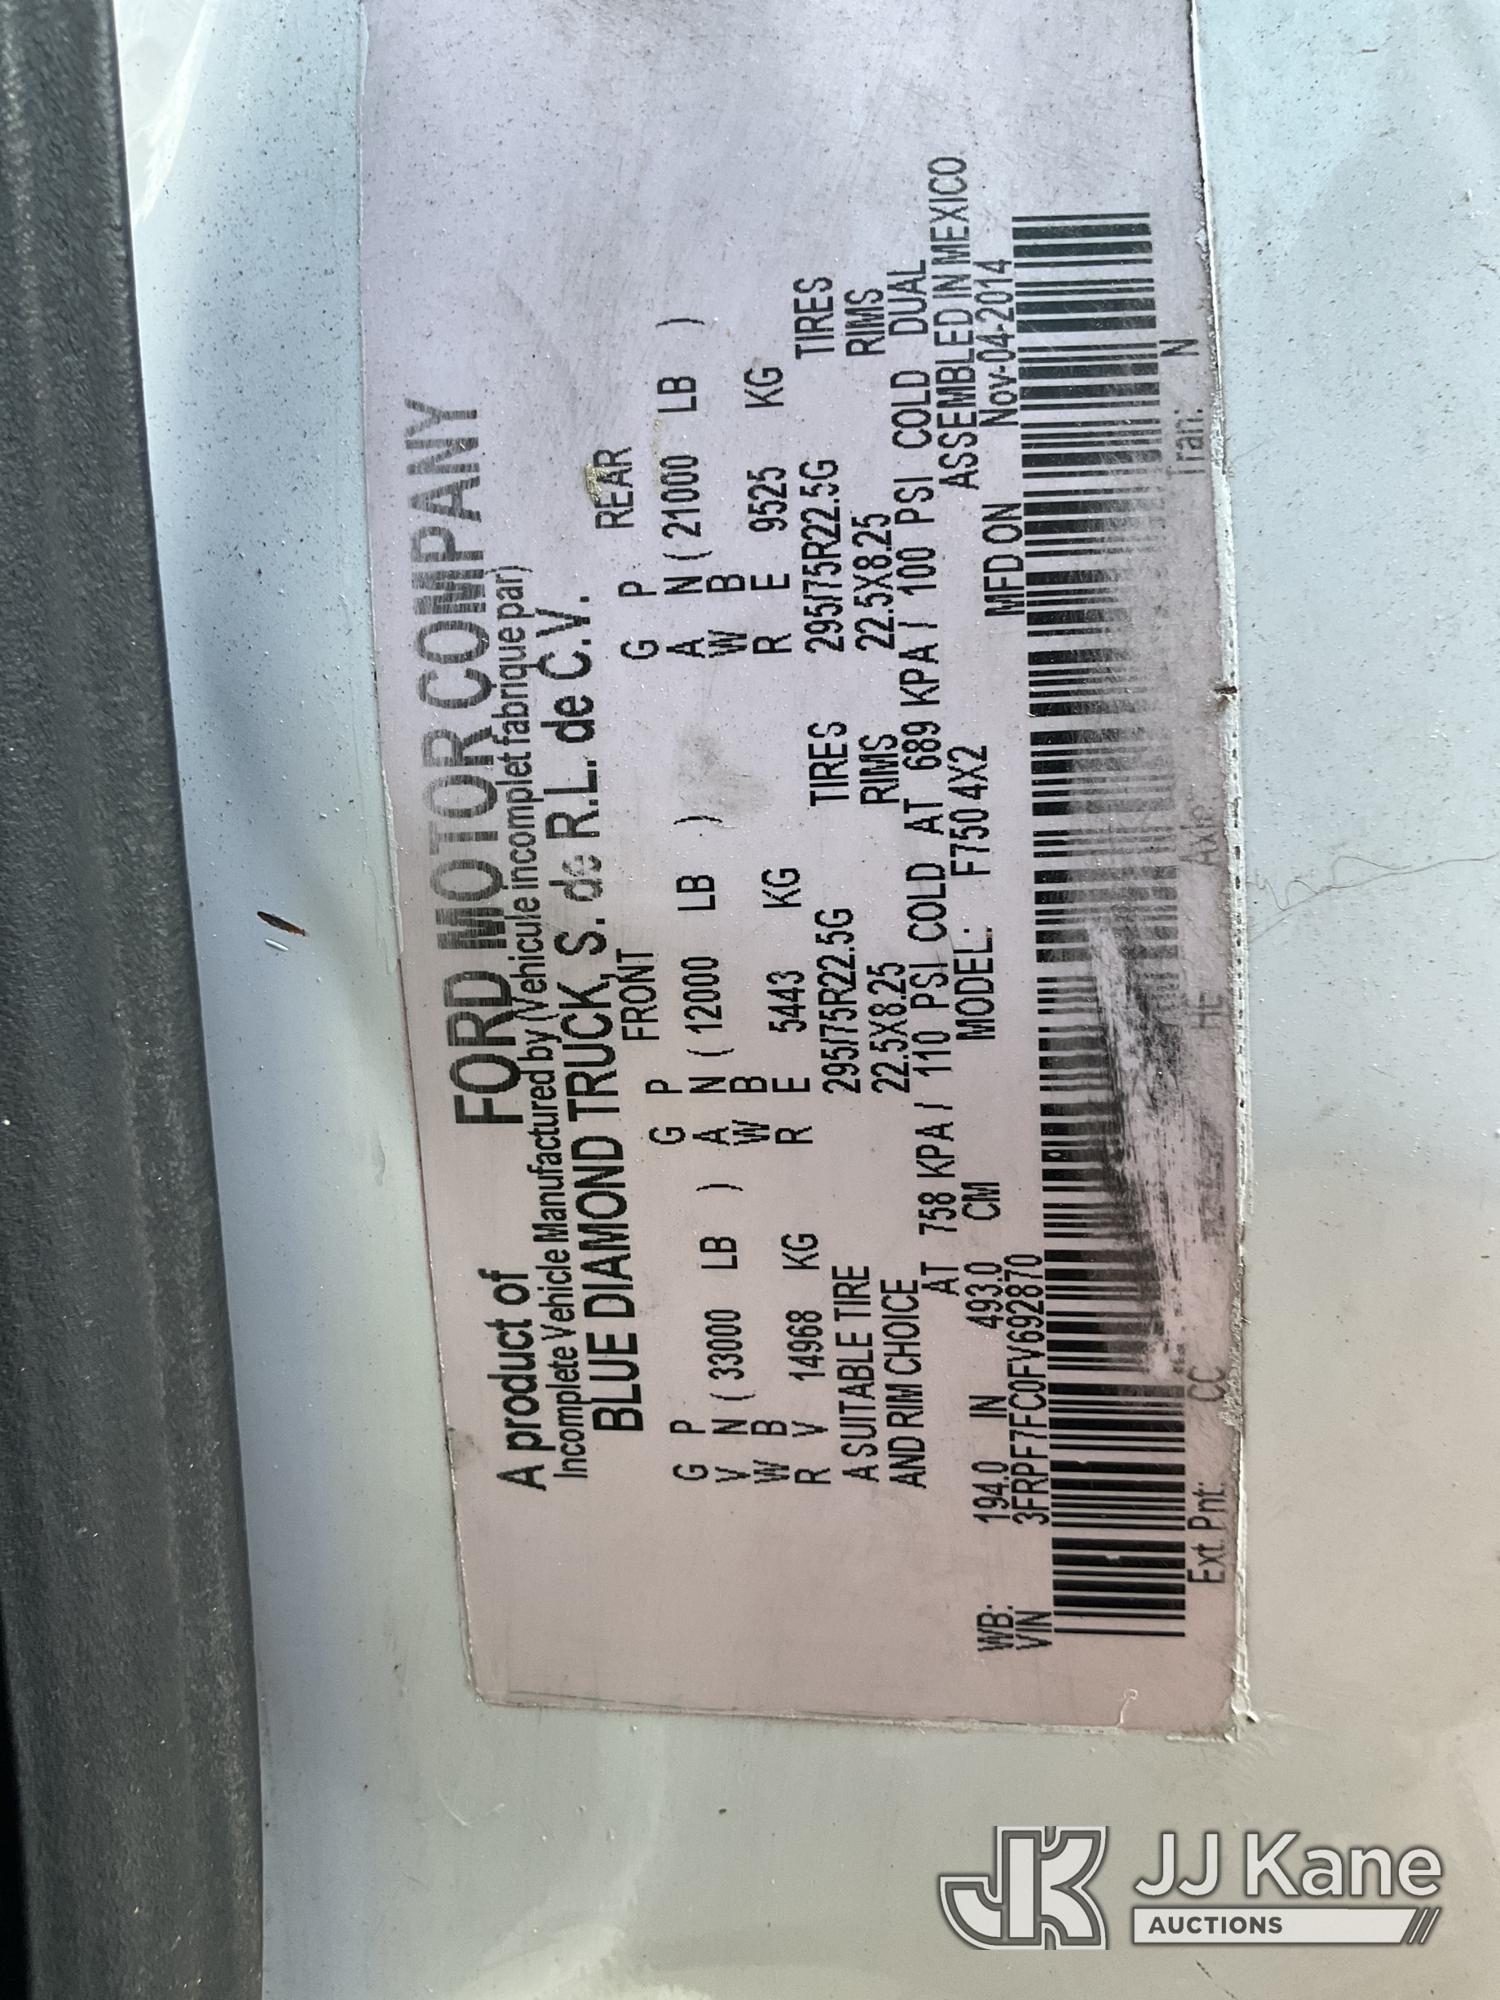 A product of FORD MOTOR COMPANY
Incomplete Vehicle Manufactured by (Vehicule incomplet fabrique par)
BLUE DIAMOND TRUCK, S. de R.L. de C.V.
FRONT REAR
G P G P G P
V N ( 33000 LB ) A N ( 12000 LB ) A N ( 21000 LB )
W B W B W B
R V 14968 KG R E 5443 KG R E 9525 KG
A SUITABLE TIRE 295/75R22.5G TIRES 295/75R22.5G TIRES
AND RIM CHOICE 22.5X8.25 RIMS 22.5X8.25 RIMS
AT 758 KPA / 110 PSI COLD AT 689 KPA / 100 PSI COLD DUAL
ASSEMBLED IN MEXICO
WB: 194.0 IN 493.0 CM MODEL: F750 4X2 MFD ON Nov-04-2014
VIN 3FRPF7FC0FV692870
Ext. Pnt: CC Axle: Tran: N
JK JJ Kane
AUCTIONS